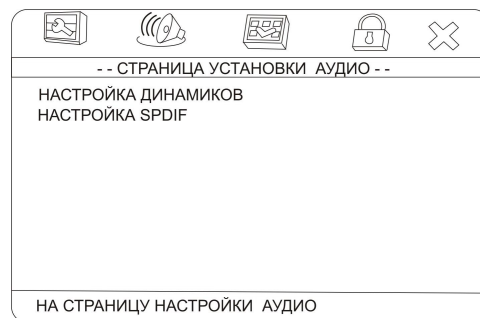 - - СТРАНИЦА УСТАНОВКИ АУДИО - -
НАСТРОЙКА ДИНАМИКОВ
НАСТРОЙКА SPDIF
НА СТРАНИЦУ НАСТРОЙКИ АУДИО